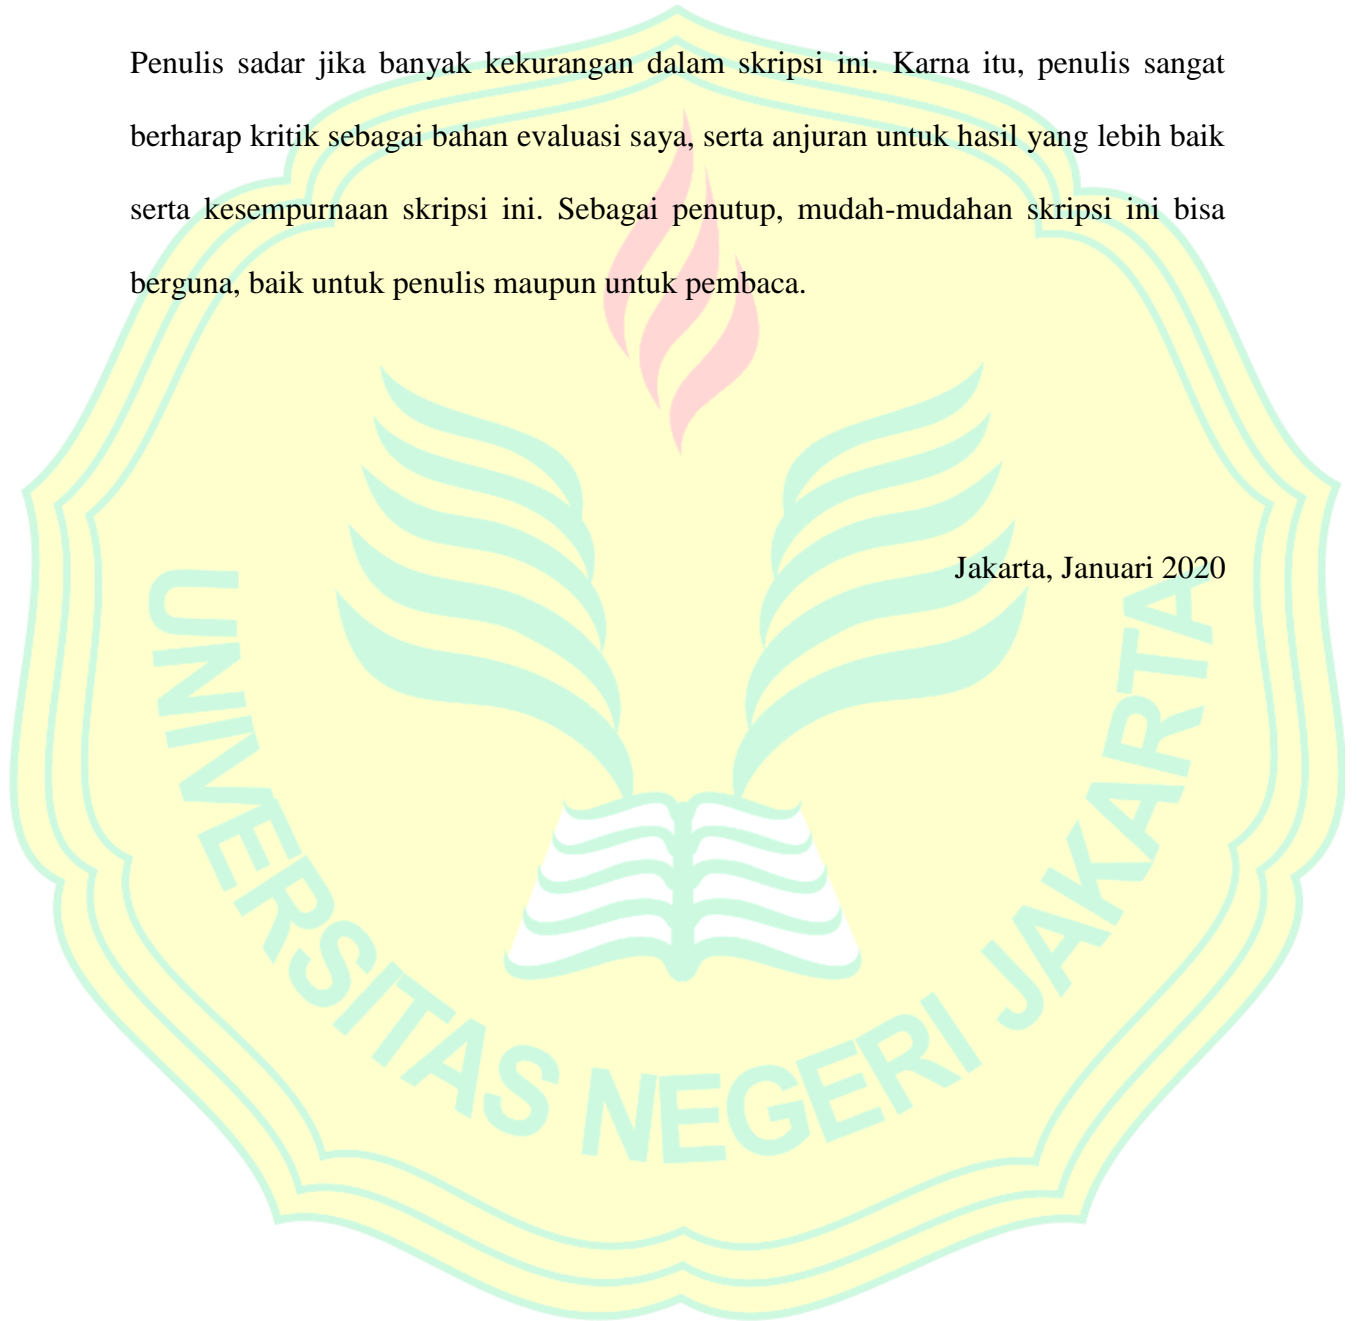 Penulis sadar jika banyak kekurangan dalam skripsi ini. Karna itu, penulis sangat
berharap kritik sebagai bahan evaluasi saya, serta anjuran untuk hasil yang lebih baik
serta kesempurnaan skripsi ini. Sebagai penutup, mudah-mudahan skripsi ini bisa
berguna, baik untuk penulis maupun untuk pembaca.
Jakarta, Januari 2020
UNIVERSITAS NEGERI JAKARTA